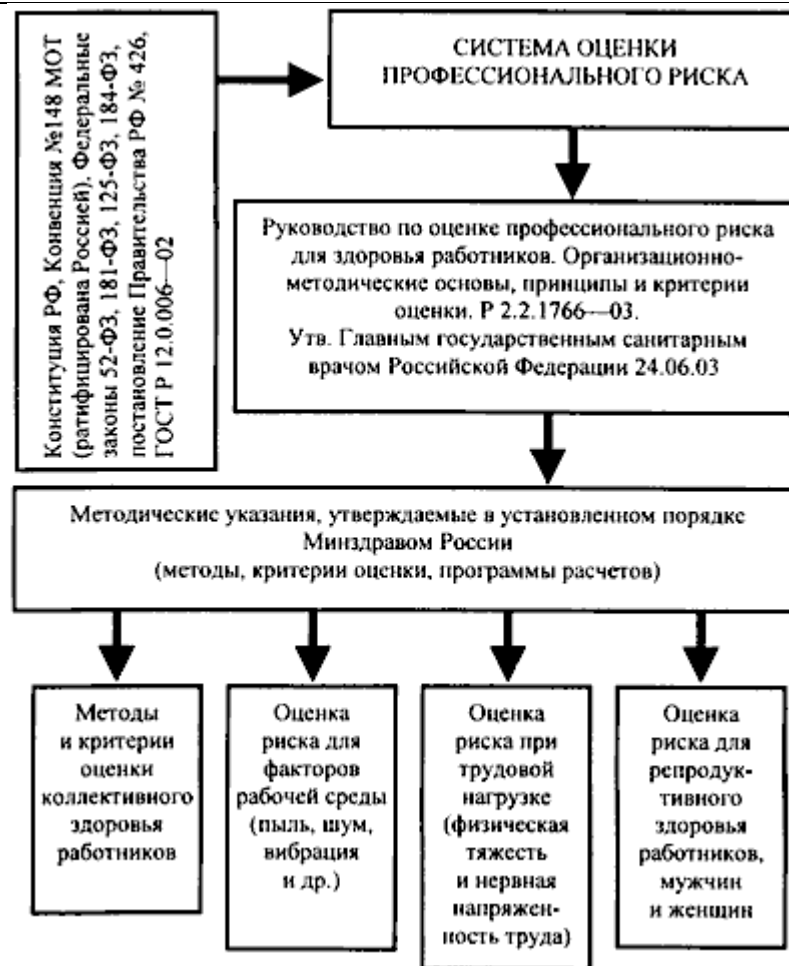 Конституция РФ, Конвенция №148 МОТ
(ратифицирована Россией). Федеральные
законы 52-ФЗ, 181-ФЗ, 125-ФЗ, 184-ФЗ,
постановление Правительства РФ № 426,
ГОСТ Р 12.0.006—02
СИСТЕМА ОЦЕНКИ
ПРОФЕССИОНАЛЬНОГО РИСКА
Руководство по оценке профессионального риска
для здоровья работников. Организационно-
методические основы, принципы и критерии
оценки. Р 2.2.1766—03.
Утв. Главным государственным санитарным
врачом Российской Федерации 24.06.03
Методические указания, утверждаемые в установленном порядке
Минздравом России
(методы, критерии оценки, программы расчетов)
Методы
и критерии
оценки
коллективного
здоровья
работников
Оценка
риска для
факторов
рабочей среды
(пыль, шум,
вибрация
и др.)
Оценка
риска при
трудовой
нагрузке
(физическая
тяжесть
и нервная
напряжен-
ность труда)
Оценка
риска для
репродук-
тивного
здоровья
работников,
мужчин
и женщин